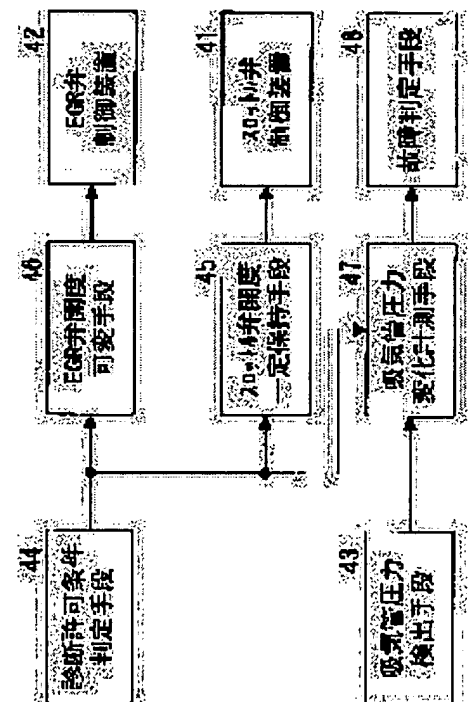 42
EGR弁
制御装置
41
スロットル弁
制御装置
48
故障判定手段
46
EGR弁開度
可変手段
45
スロットル弁開度
一定保持手段
47
吸気管圧力
変化計測手段
44
診断許可条件
判定手段
43
吸気管圧力
検出手段